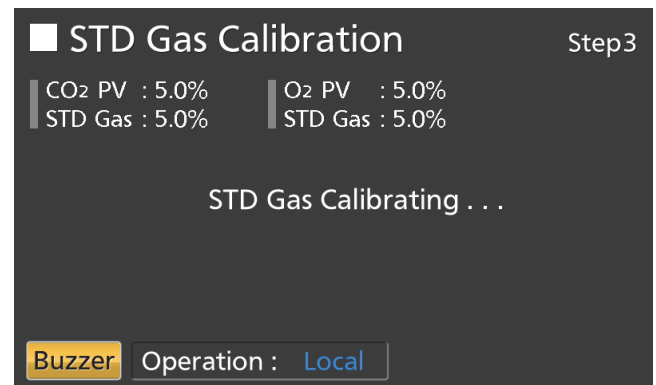 STD Gas Calibration Step3
CO2 PV : 5.0% O2 PV : 5.0%
STD Gas : 5.0% STD Gas : 5.0%
STD Gas Calibrating . . .
Buzzer Operation : Local